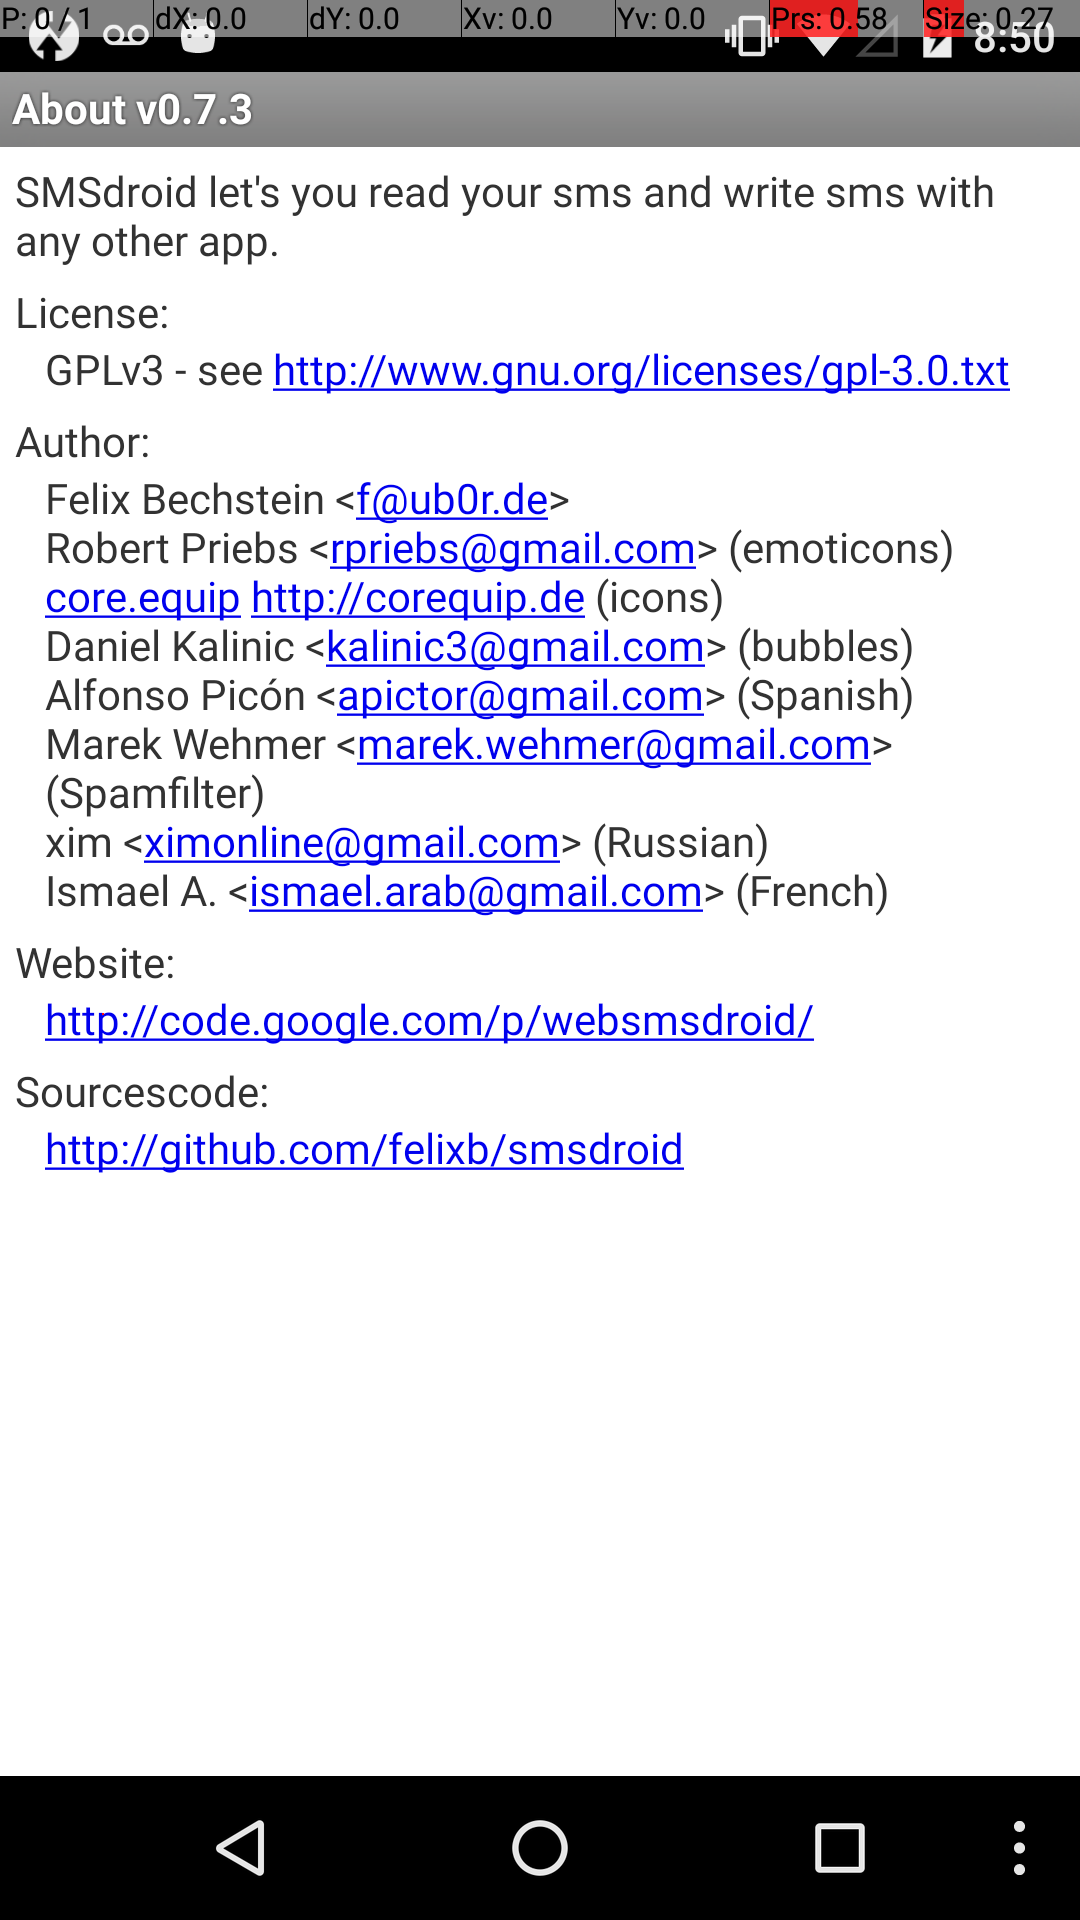 P: 0 / 1 dX: 0.0 dY: 0.0 Xv: 0.0 Yv: 0.0 Prs: 0.58 Size: 0.27
8:50
About v0.7.3
SMSdroid let's you read your sms and write sms with
any other app.
License:
GPLv3 - see http://www.gnu.org/licenses/gpl-3.0.txt
Author:
Felix Bechstein <f@ub0r.de>
Robert Priebs <rpriebs@gmail.com> (emoticons)
core.equip http://corequip.de (icons)
Daniel Kalinic <kalinic3@gmail.com> (bubbles)
Alfonso Picón <apictor@gmail.com> (Spanish)
Marek Wehmer <marek.wehmer@gmail.com>
(Spamfilter)
xim <ximonline@gmail.com> (Russian)
Ismael A. <ismael.arab@gmail.com> (French)
Website:
http://code.google.com/p/websmsdroid/
Sourcescode:
http://github.com/felixb/smsdroid